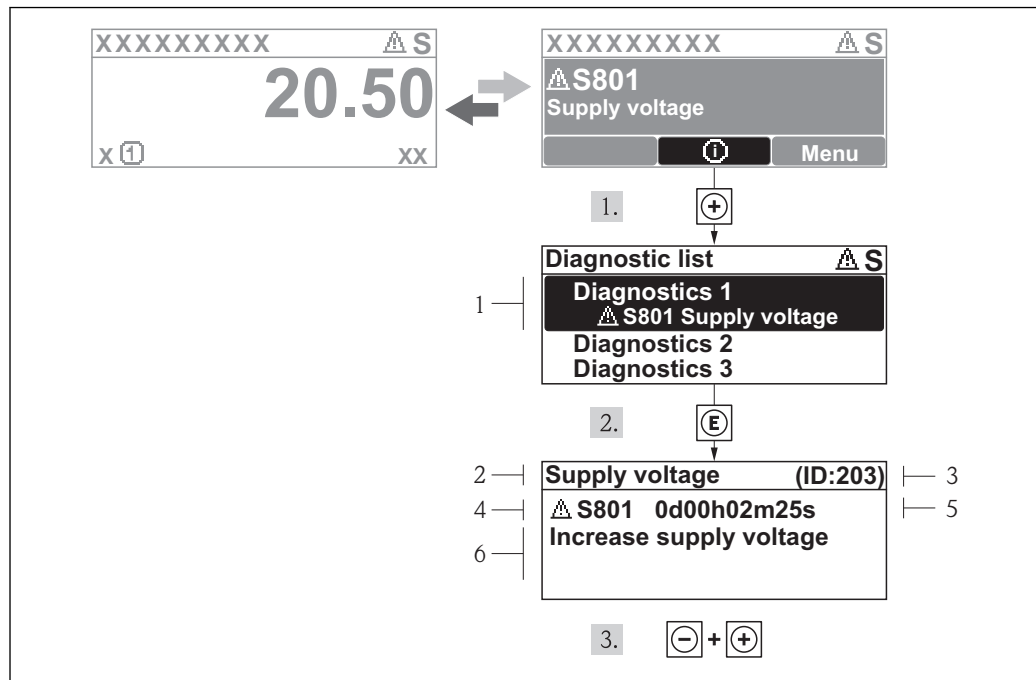 XXXXXXXXX ⚠ S
20.50
X ① XX
XXXXXXXXX ⚠ S
⚠ S801
Supply voltage
ⓘ Menu
1. ⊕
Diagnostic list ⚠ S
1
Diagnostics 1
⚠ S801 Supply voltage
Diagnostics 2
Diagnostics 3
2. Ⓔ
2 Supply voltage (ID:203) 3
4 ⚠ S801 0d00h02m25s 5
6 Increase supply voltage
3. ⊖ + ⊕